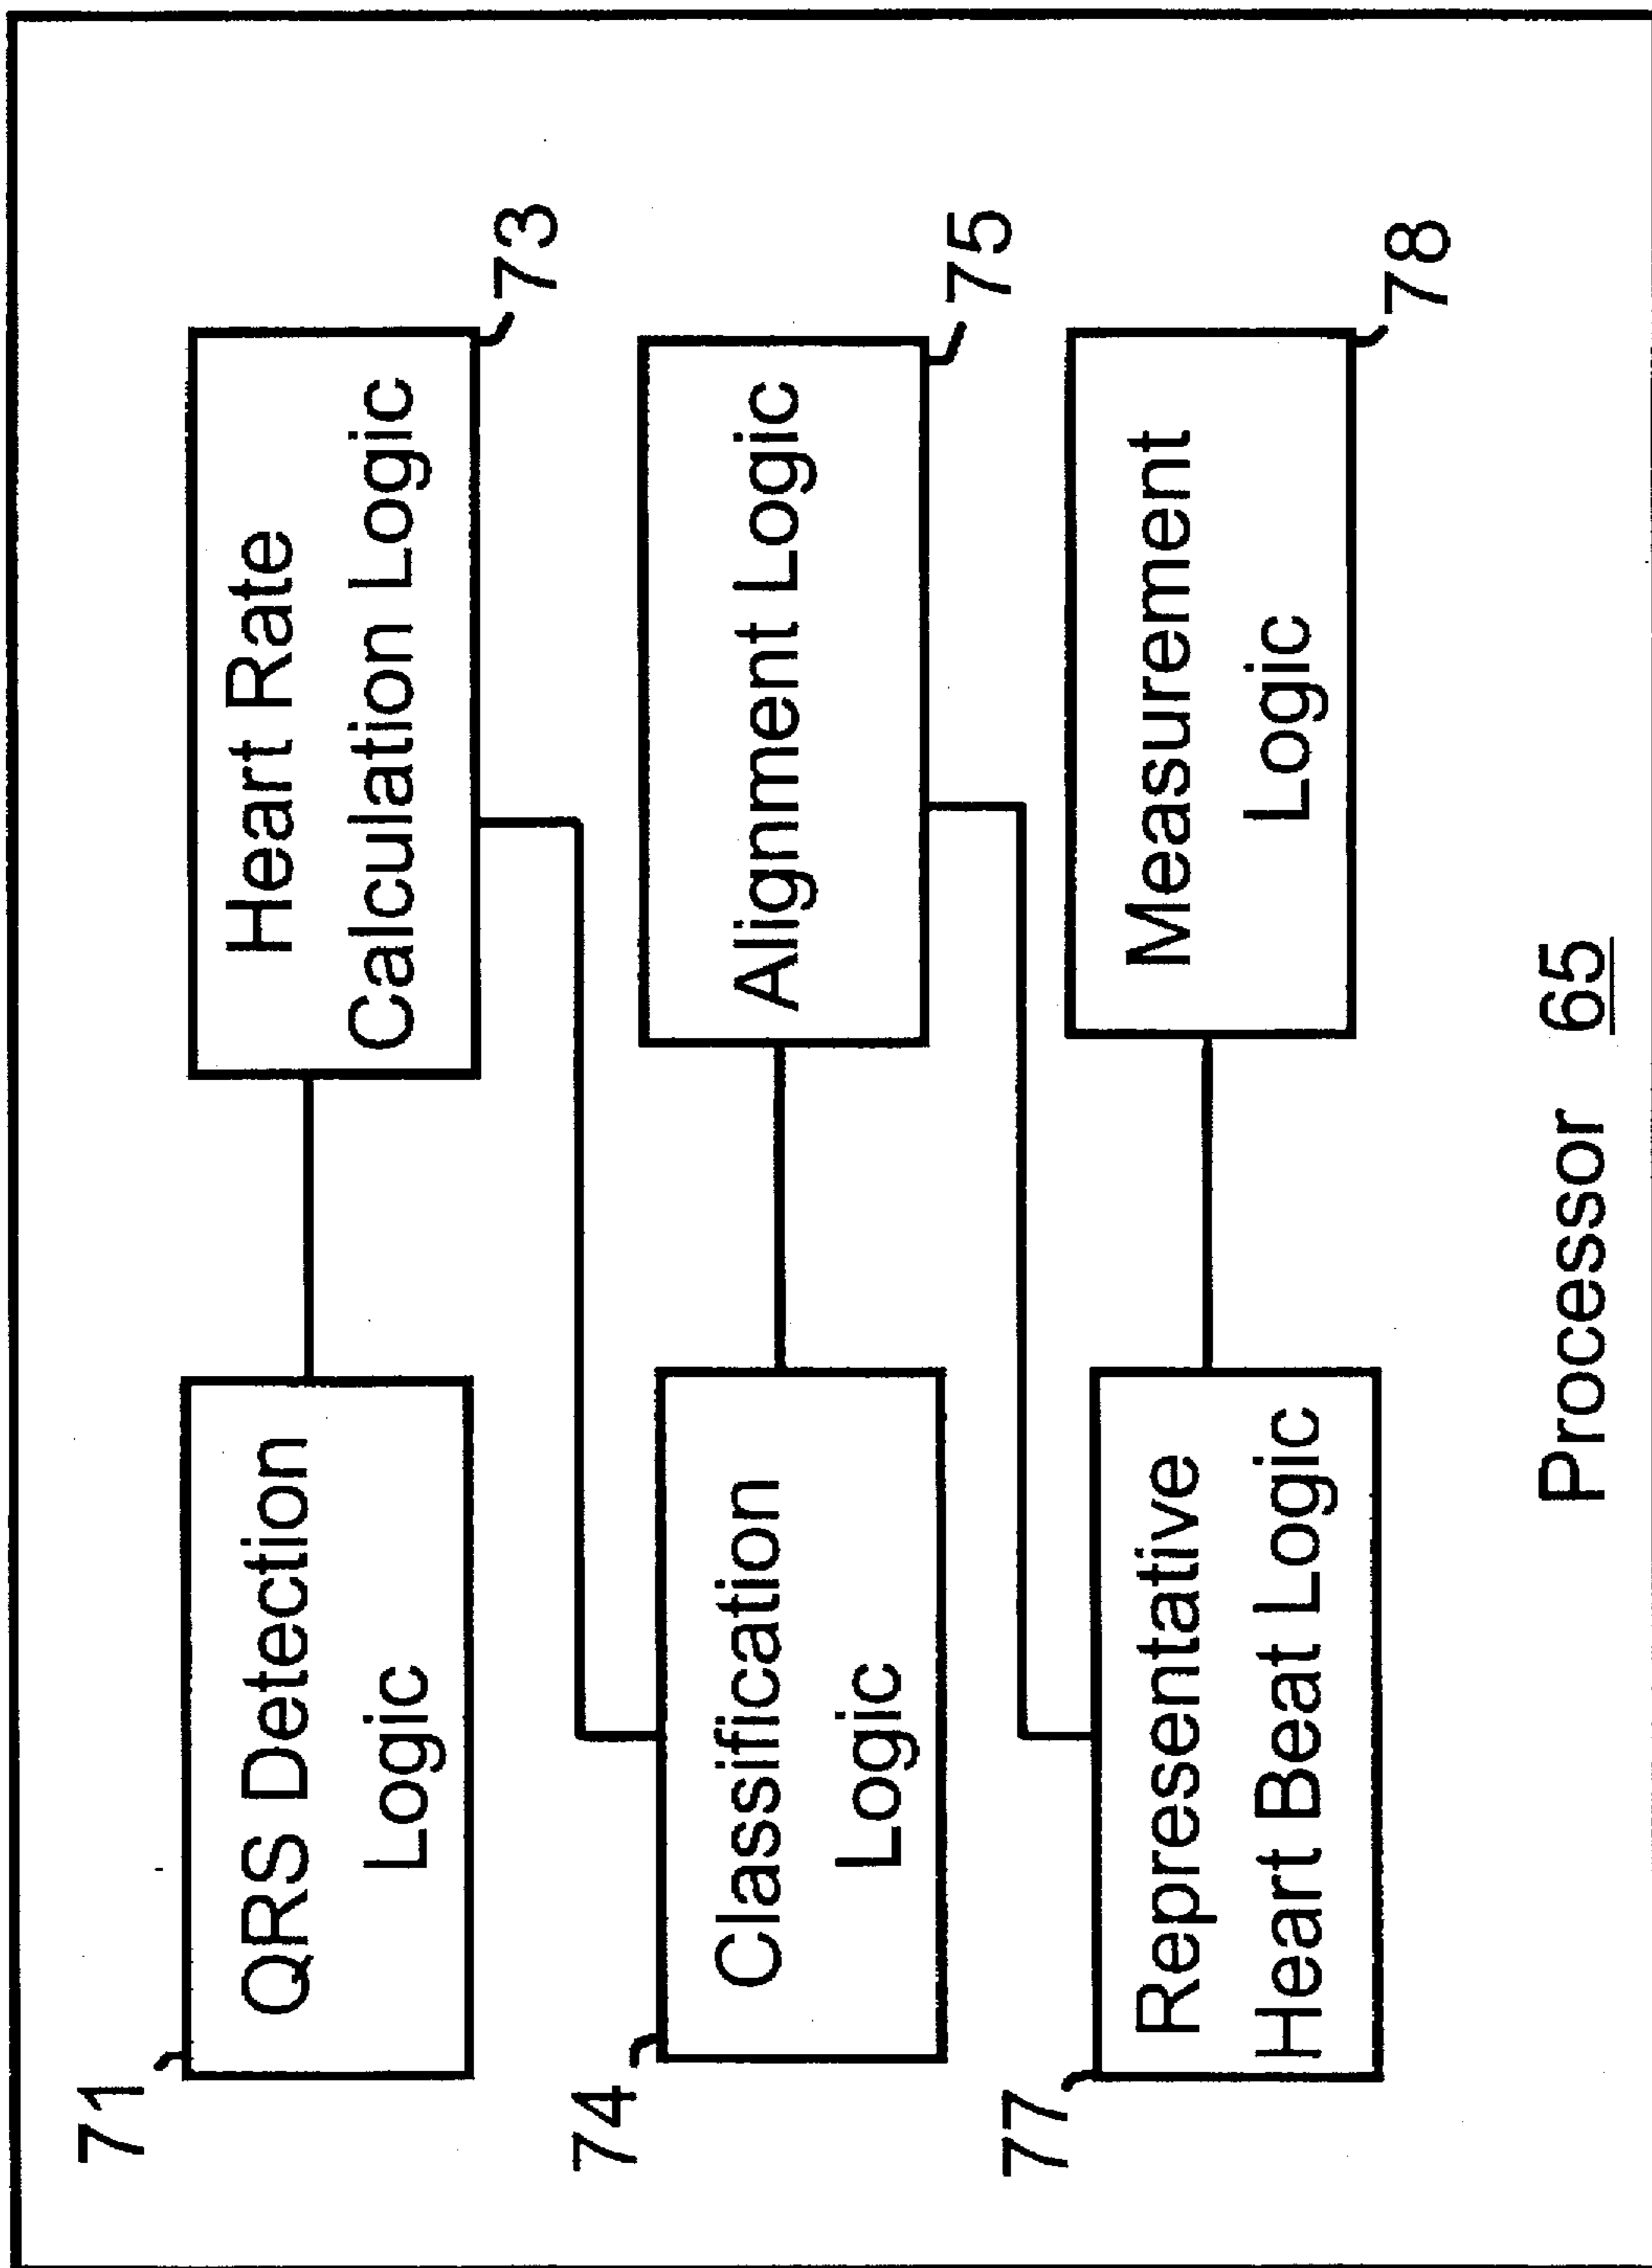 71
QRS Detection
Logic
Heart Rate
Calculation Logic
73
74
Classification
Logic
Alignment Logic
75
77
Representative
Heart Beat Logic
Measurement
Logic
78
Processor 65